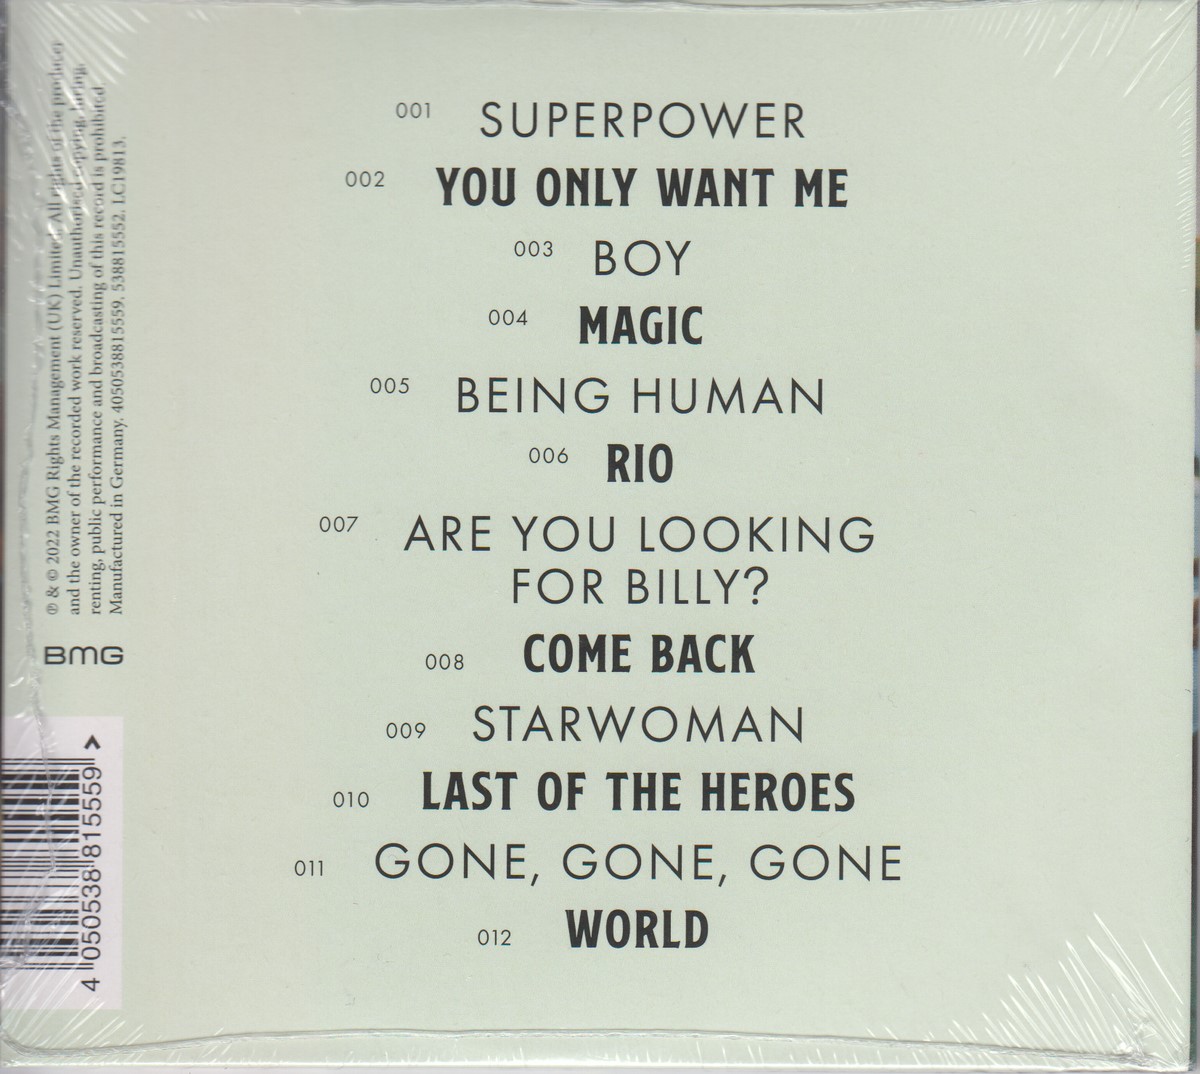 001 SUPERPOWER
002 YOU ONLY WANT ME
003 BOY
004 MAGIC
005 BEING HUMAN
006 RIO
007 ARE YOU LOOKING
FOR BILLY?
008 COME BACK
009 STARWOMAN
010 LAST OF THE HEROES
011 GONE, GONE, GONE
012 WORLD
℗ & © 2022 BMG Rights Management (UK) Limited. All rights of the producer
and the owner of the recorded work reserved. Unauthorised copying, hiring,
renting, public performance and broadcasting of this record is prohibited.
Manufactured in Germany. 4050538815559. 538815552. LC19813.
BMG
4 050538 815559 >